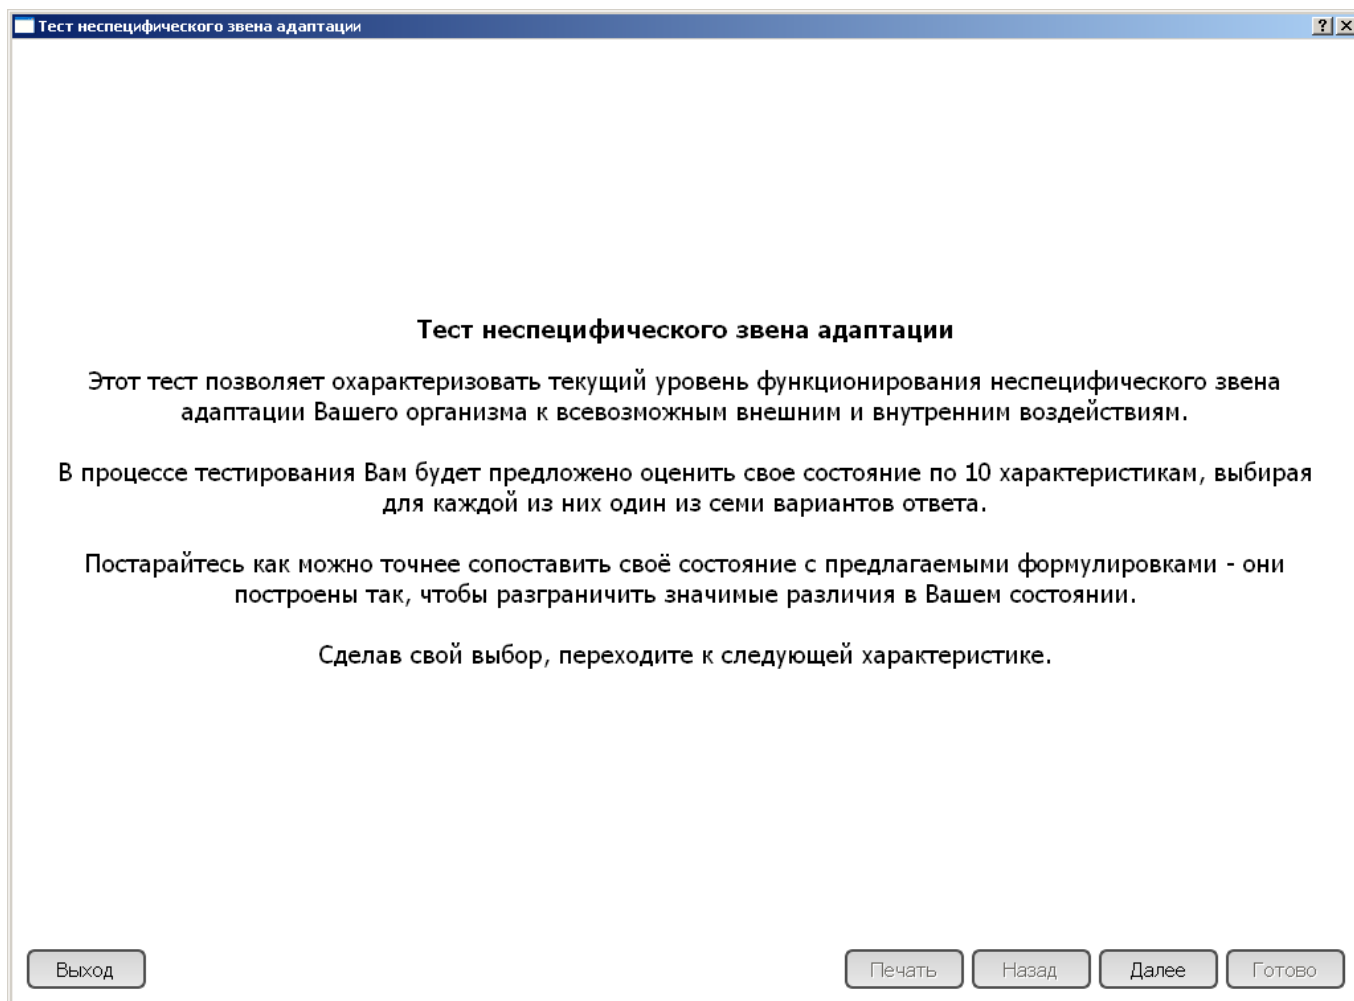 Тест неспецифического звена адаптации
Тест неспецифического звена адаптации
Этот тест позволяет охарактеризовать текущий уровень функционирования неспецифического звена
адаптации Вашего организма к всевозможным внешним и внутренним воздействиям.
В процессе тестирования Вам будет предложено оценить свое состояние по 10 характеристикам, выбирая
для каждой из них один из семи вариантов ответа.
Постарайтесь как можно точнее сопоставить своё состояние с предлагаемыми формулировками - они
построены так, чтобы разграничить значимые различия в Вашем состоянии.
Сделав свой выбор, переходите к следующей характеристике.
Выход Печать Назад Далее Готово